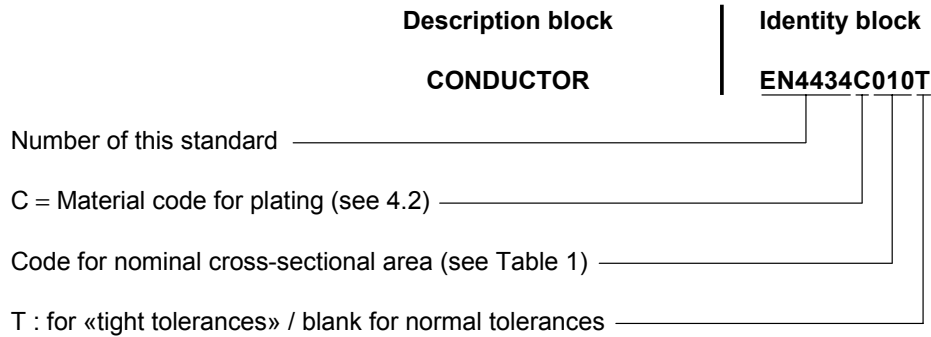 Description block Identity block
CONDUCTOR EN4434C010T
Number of this standard
C = Material code for plating (see 4.2)
Code for nominal cross-sectional area (see Table 1)
T : for «tight tolerances» / blank for normal tolerances